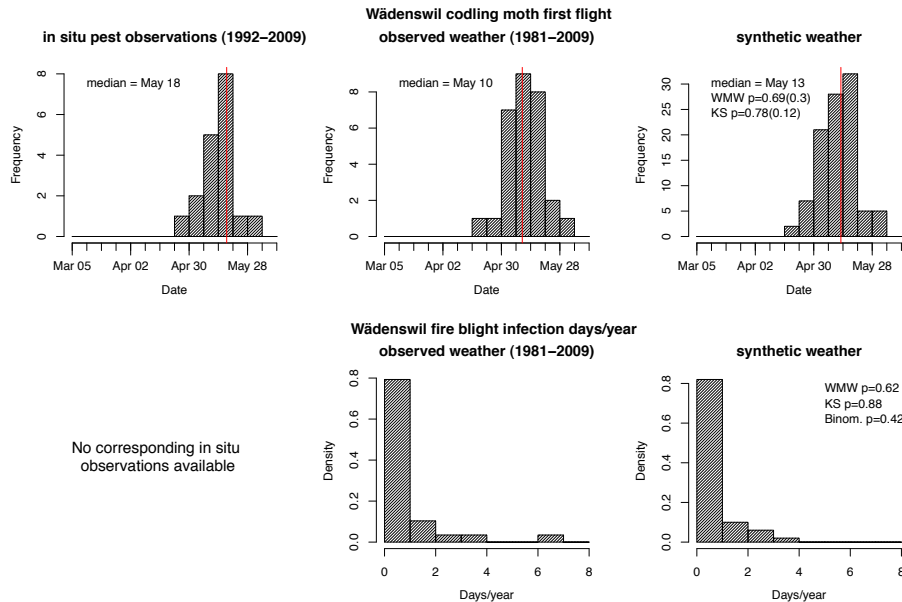 Wädenswil codling moth first flight
in situ pest observations (1992−2009)
median = May 18
Frequency
0
2
4
6
8
Mar 05
Apr 02
Apr 30
May 28
Date
observed weather (1981−2009)
median = May 10
Frequency
0
2
4
6
8
Mar 05
Apr 02
Apr 30
May 28
Date
synthetic weather
median = May 13
WMW p=0.69(0.3)
KS p=0.78(0.12)
Frequency
0
5
10
15
20
25
30
Mar 05
Apr 02
Apr 30
May 28
Date
Wädenswil fire blight infection days/year
No corresponding in situ
observations available
observed weather (1981−2009)
Density
0.0
0.2
0.4
0.6
0.8
0
2
4
6
8
Days/year
synthetic weather
WMW p=0.62
KS p=0.88
Binom. p=0.42
Density
0.0
0.2
0.4
0.6
0.8
0
2
4
6
8
Days/year